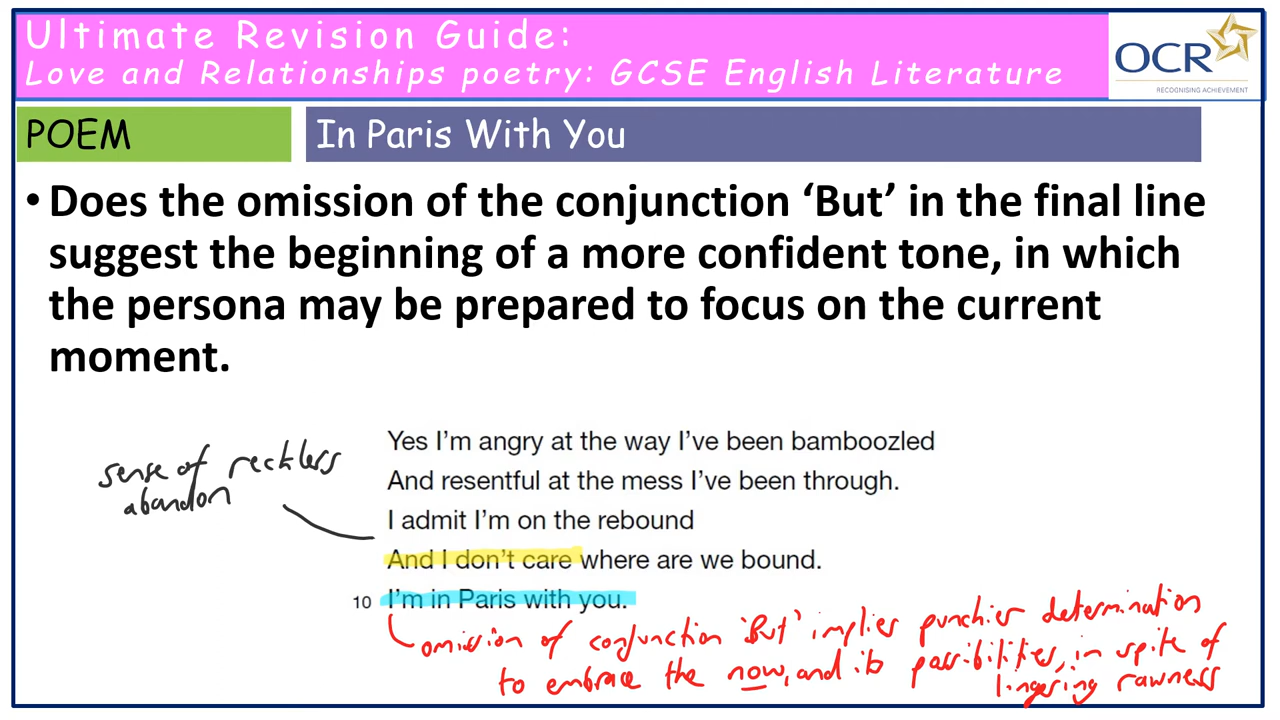 Ultimate Revision Guide:
Love and Relationships poetry: GCSE English Literature
OCR
RECOGNISING ACHIEVEMENT
POEM
In Paris With You
• Does the omission of the conjunction ‘But’ in the final line
suggest the beginning of a more confident tone, in which
the persona may be prepared to focus on the current
moment.
sense of reckless
abandon
Yes I’m angry at the way I’ve been bamboozled
And resentful at the mess I’ve been through.
I admit I’m on the rebound
And I don’t care where are we bound.
10 I’m in Paris with you.
omission of conjunction 'But' implies punchier determination
to embrace the now, and its possibilities, in spite of
lingering rawness